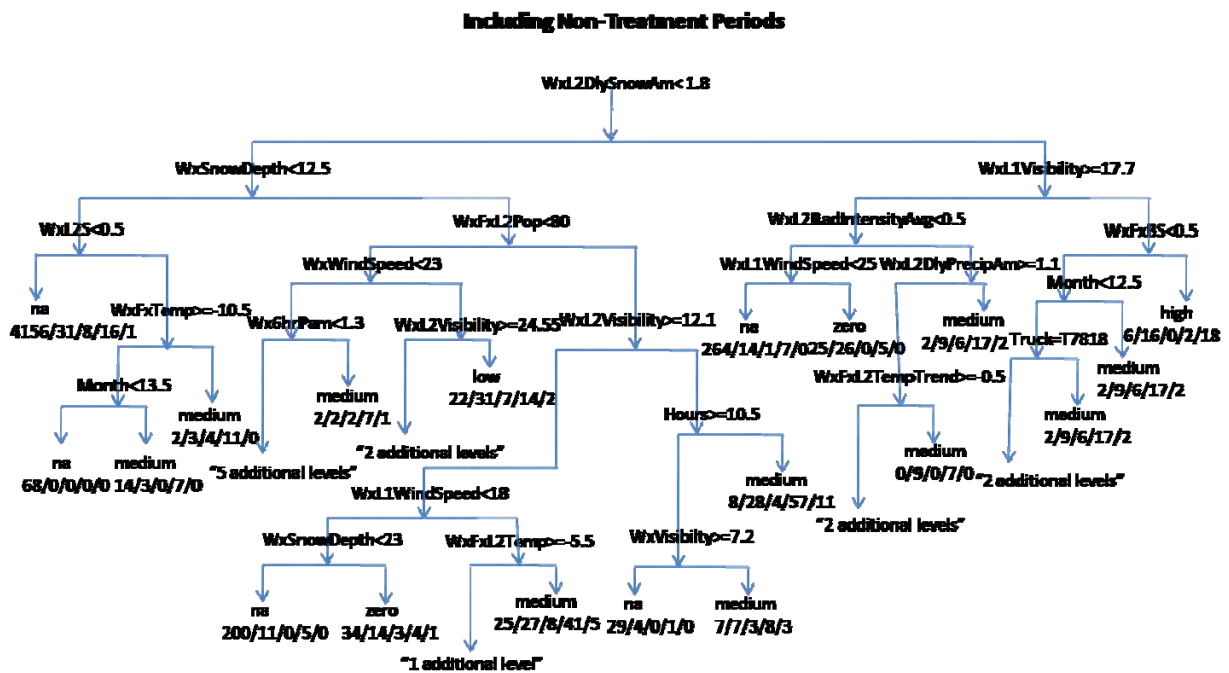 Including Non-Treatment Periods
WxL2DlySnowAm<1.8
WxSnowDepth<12.5
WxL1Visibility>=17.7
WxL2S<0.5
WxFxL2Pop<80
WxL2RadIntensityAvg<0.5
WxFx3S<0.5
WxWindSpeed<23
WxL1WindSpeed<25
WxL2DlyPrecipAm>=1.1
Month<12.5
na
4156/31/8/16/1
WxFxTemp>=-10.5
Wx6hrPam<1.3
WxL2Visibility>=24.55
WxL2Visibility>=12.1
na
264/14/1/7/0
zero
25/26/0/5/0
medium
2/9/6/17/2
Truck=T7818
high
6/16/0/2/18
Month<13.5
medium
2/3/4/11/0
medium
2/2/2/7/1
low
22/31/7/14/2
WxFxL2TempTrend>=-0.5
medium
2/9/6/17/2
Hours>=10.5
medium
2/9/6/17/2
na
68/0/0/0/0
medium
14/3/0/7/0
"5 additional levels"
"2 additional levels"
medium
0/9/0/7/0
"2 additional levels"
WxL1WindSpeed<18
medium
8/28/4/57/11
"2 additional levels"
WxSnowDepth<23
WxFxL2Temp>=-5.5
WxVisibilty>=7.2
na
200/11/0/5/0
zero
34/14/3/4/1
medium
25/27/8/41/5
na
29/4/0/1/0
medium
7/7/3/8/3
"1 additional level"